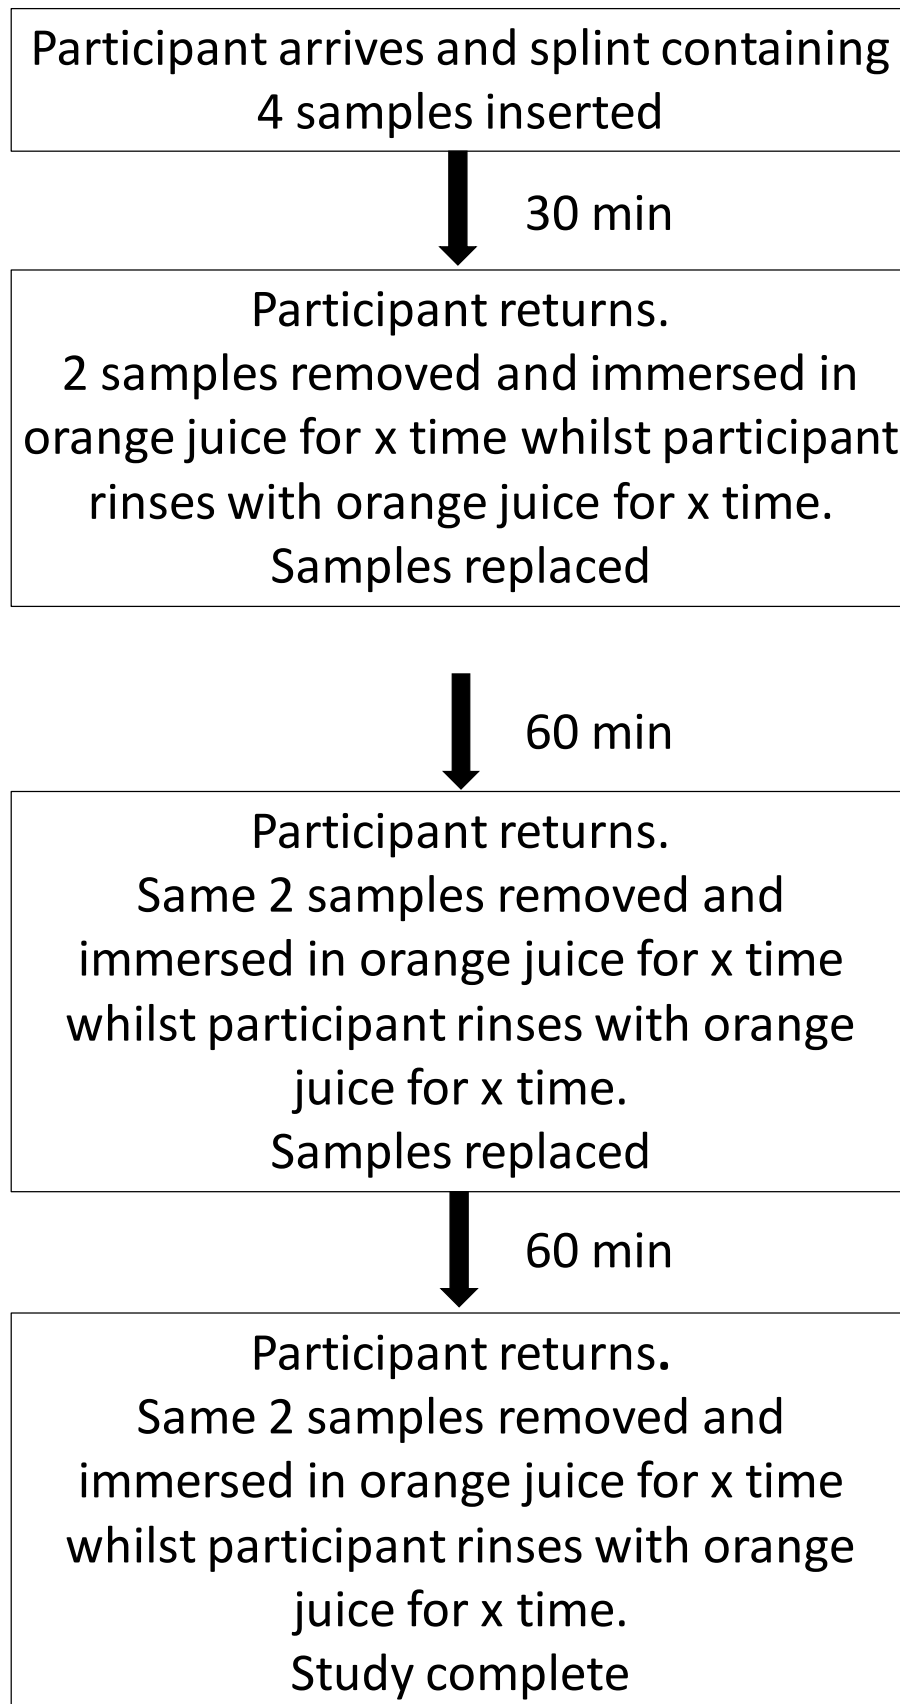 Participant arrives and splint containing
4 samples inserted
30 min
Participant returns.
2 samples removed and immersed in
orange juice for x time whilst participant
rinses with orange juice for x time.
Samples replaced
60 min
Participant returns.
Same 2 samples removed and
immersed in orange juice for x time
whilst participant rinses with orange
juice for x time.
Samples replaced
60 min
Participant returns.
Same 2 samples removed and
immersed in orange juice for x time
whilst participant rinses with orange
juice for x time.
Study complete